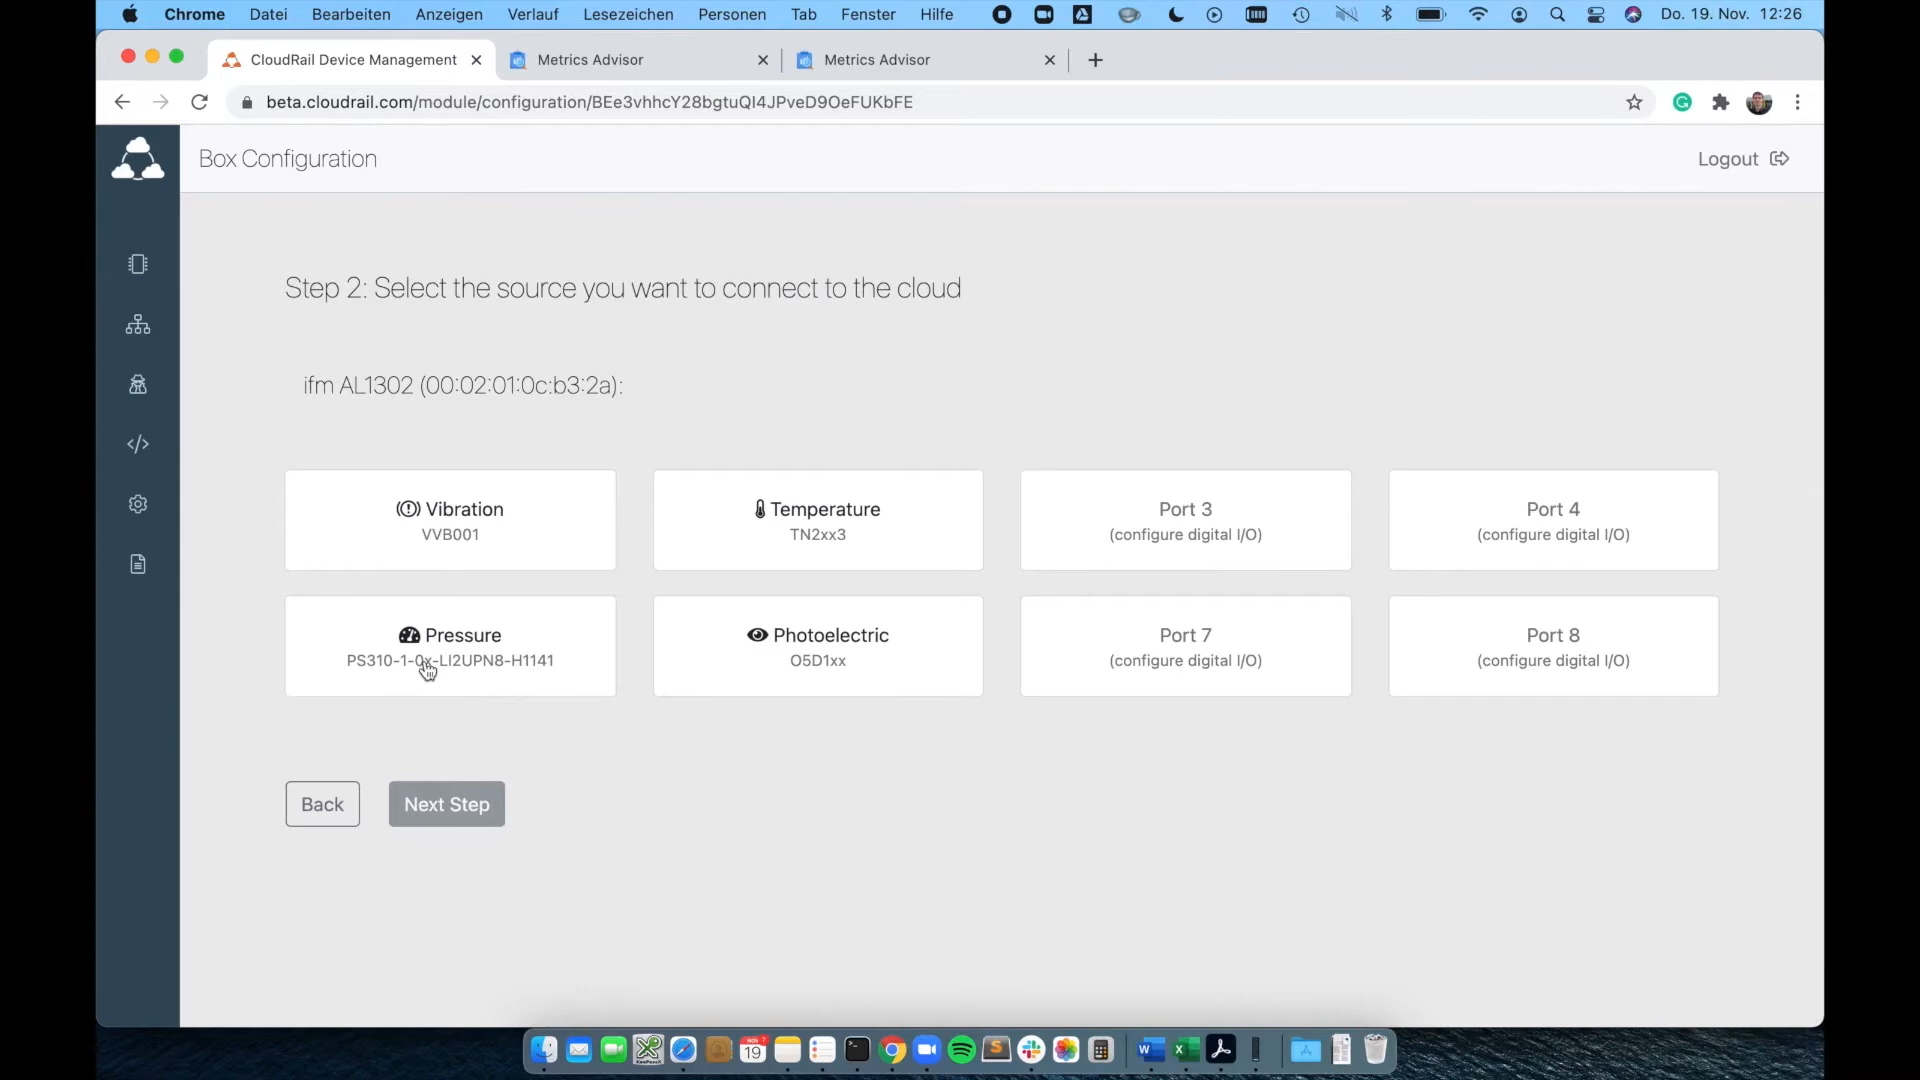 Chrome Datei Bearbeiten Anzeigen Verlauf Lesezeichen Personen Tab Fenster Hilfe Do. 19. Nov. 12:26
CloudRail Device Management Metrics Advisor Metrics Advisor
beta.cloudrail.com/module/configuration/BEe3vhhcY28bgtuQI4JPveD9OeFUKbFE
Box Configuration Logout
Step 2: Select the source you want to connect to the cloud
ifm AL1302 (00:02:01:0c:b3:2a):
Vibration Temperature Port 3 Port 4
VVB001 TN2xx3 (configure digital I/O) (configure digital I/O)
Pressure Photoelectric Port 7 Port 8
PS310-1-0x-LI2UPN8-H1141 O5D1xx (configure digital I/O) (configure digital I/O)
Back Next Step
NOV
19